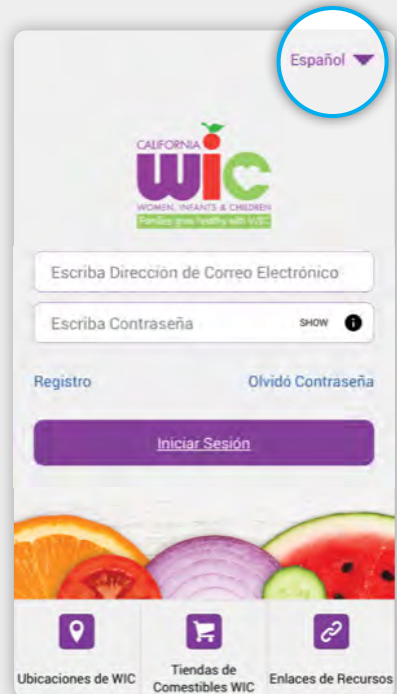 Español
CALIFORNIA
WIC
WOMEN, INFANTS & CHILDREN
Families grow healthy with WIC
Escriba Dirección de Correo Electrónico
Escriba Contraseña SHOW i
Registro Olvidó Contraseña
Iniciar Sesión
Ubicaciones de WIC
Tiendas de
Comestibles WIC
Enlaces de Recursos